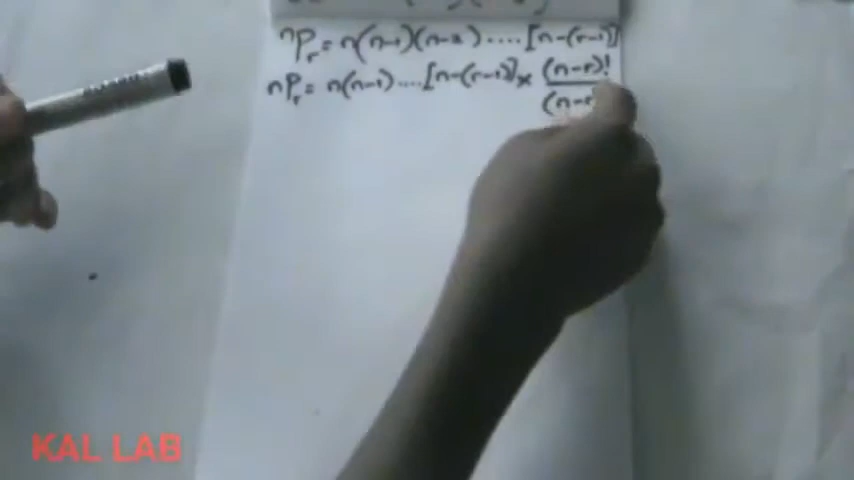 nPr = n(n-1)(n-2)....[n-(r-1)]
nPr = n(n-1)....[n-(r-1)] × (n-r)!
(n-r
KAL LAB